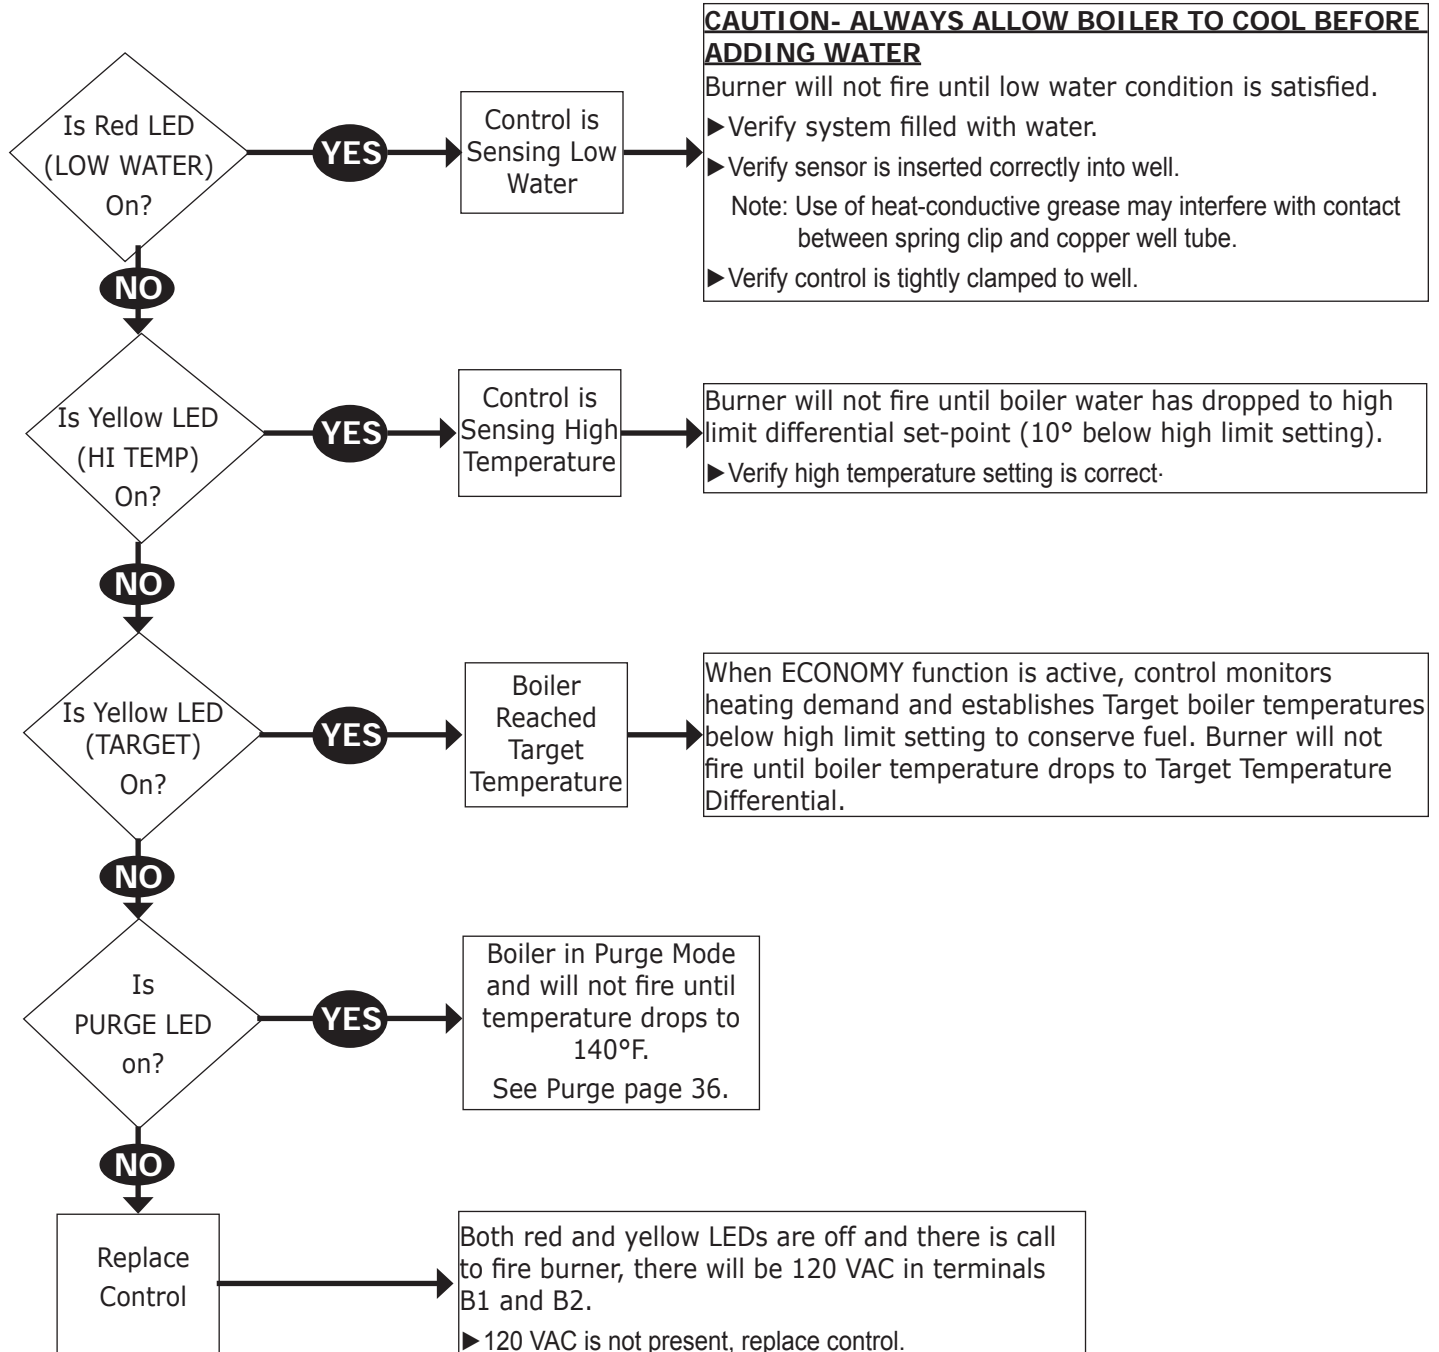 CAUTION- ALWAYS ALLOW BOILER TO COOL BEFORE
ADDING WATER
Burner will not fire until low water condition is satisfied.
►Verify system filled with water.
►Verify sensor is inserted correctly into well.
Note: Use of heat-conductive grease may interfere with contact
between spring clip and copper well tube.
►Verify control is tightly clamped to well.
Is Red LED
(LOW WATER)
On?
YES
Control is
Sensing Low
Water
NO
Is Yellow LED
(HI TEMP)
On?
YES
Control is
Sensing High
Temperature
Burner will not fire until boiler water has dropped to high
limit differential set-point (10° below high limit setting).
►Verify high temperature setting is correct.
NO
Is Yellow LED
(TARGET)
On?
YES
Boiler
Reached
Target
Temperature
When ECONOMY function is active, control monitors
heating demand and establishes Target boiler temperatures
below high limit setting to conserve fuel. Burner will not
fire until boiler temperature drops to Target Temperature
Differential.
NO
Is
PURGE LED
on?
YES
Boiler in Purge Mode
and will not fire until
temperature drops to
140°F.
See Purge page 36.
NO
Replace
Control
Both red and yellow LEDs are off and there is call
to fire burner, there will be 120 VAC in terminals
B1 and B2.
►120 VAC is not present, replace control.